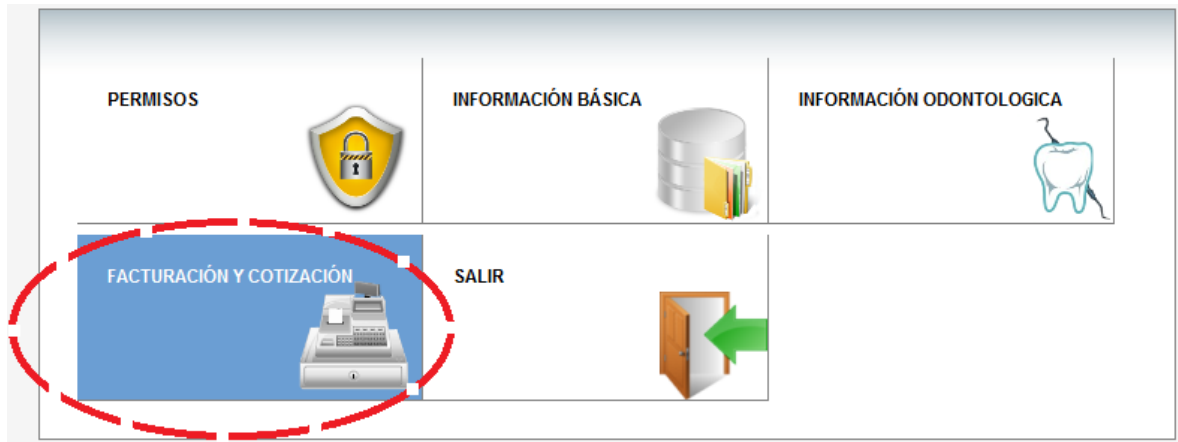 PERMISOS
INFORMACIÓN BÁSICA
INFORMACIÓN ODONTOLOGICA
FACTURACIÓN Y COTIZACIÓN
SALIR